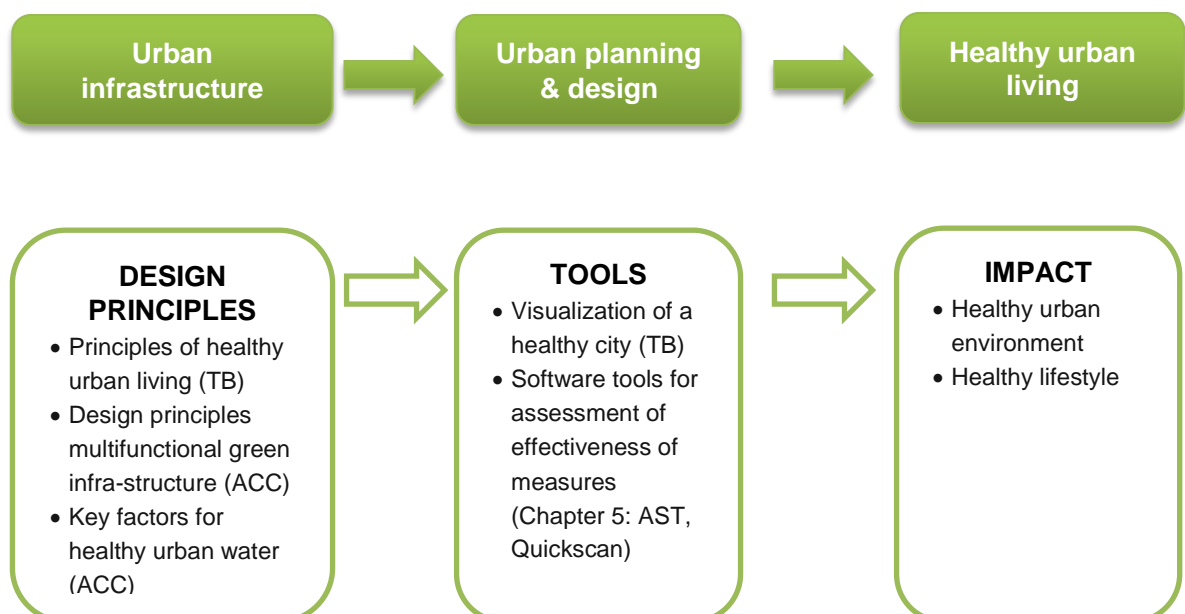 Urban
infrastructure
Urban planning
& design
Healthy urban
living
DESIGN
PRINCIPLES
• Principles of healthy
urban living (TB)
• Design principles
multifunctional green
infra-structure (ACC)
• Key factors for
healthy urban water
(ACC)
TOOLS
• Visualization of a
healthy city (TB)
• Software tools for
assessment of
effectiveness of
measures
(Chapter 5: AST,
Quickscan)
IMPACT
• Healthy urban
environment
• Healthy lifestyle